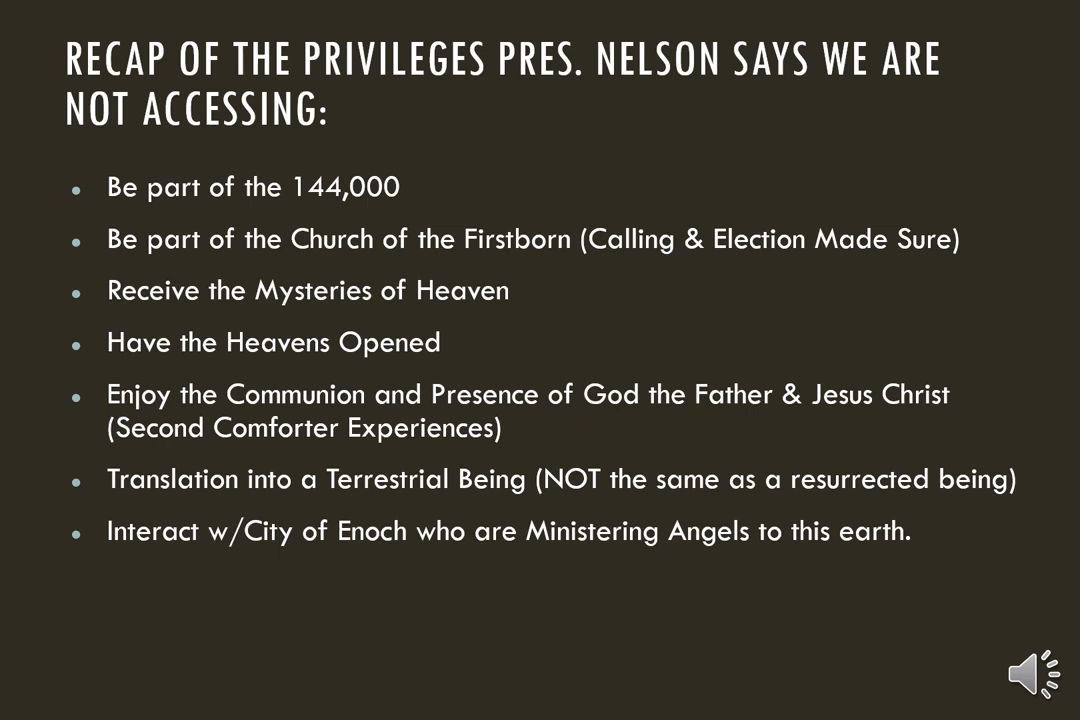 RECAP OF THE PRIVILEGES PRES. NELSON SAYS WE ARE
NOT ACCESSING:
• Be part of the 144,000
• Be part of the Church of the Firstborn (Calling & Election Made Sure)
• Receive the Mysteries of Heaven
• Have the Heavens Opened
• Enjoy the Communion and Presence of God the Father & Jesus Christ
(Second Comforter Experiences)
• Translation into a Terrestrial Being (NOT the same as a resurrected being)
• Interact w/City of Enoch who are Ministering Angels to this earth.